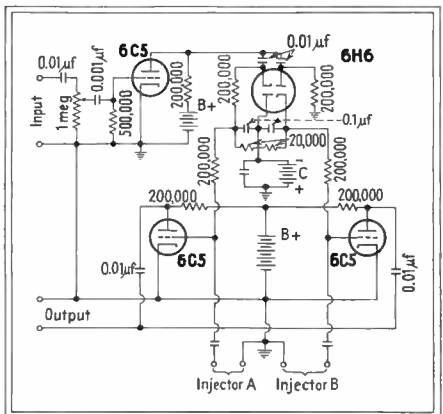 6C5
0.01μf
6H6
0.01μf
0.001μf
200,000
200,000
200,000
B+
Input
1 meg
500,000
0.1μf
20,000
200,000
200,000
C
-
+
200,000
200,000
B+
6C5
6C5
0.01μf
0.01μf
Output
Injector A
Injector B